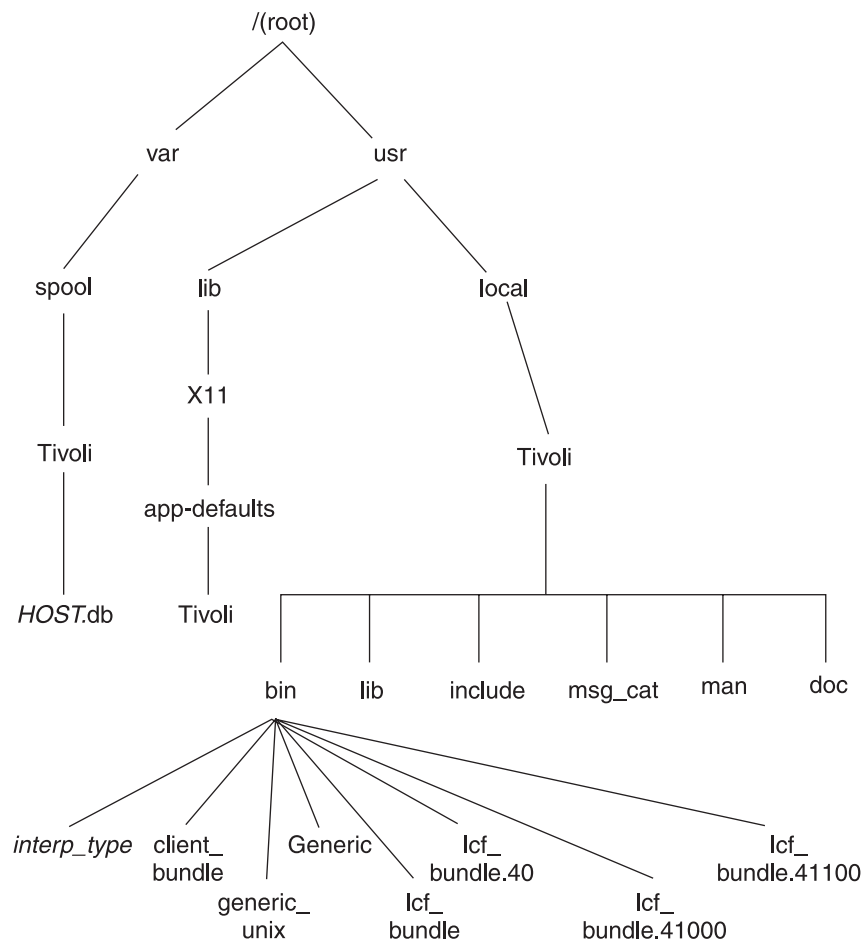 /(root)
var
usr
spool
lib
local
X11
Tivoli
Tivoli
app-defaults
HOST.db
Tivoli
bin
lib
include
msg_cat
man
doc
interp_type
client_
bundle
Generic
lcf_
bundle.40
lcf_
bundle.41100
generic_
unix
lcf_
bundle
lcf_
bundle.41000